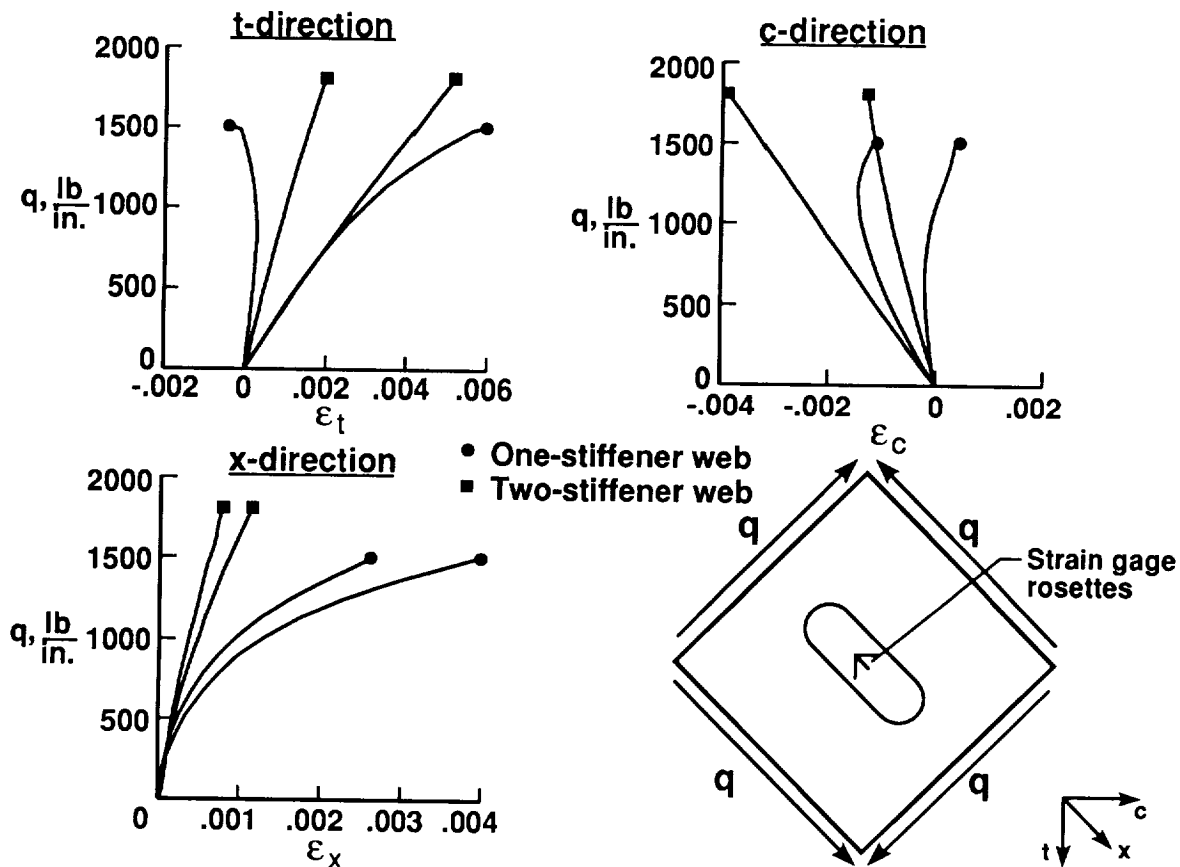 t-direction
2000
1500
q, lb/in. 1000
500
0
-.002 0 .002 .004 .006
εt
c-direction
2000
1500
q, lb/in. 1000
500
0
-.004 -.002 0 .002
εc
x-direction
2000
1500
q, lb/in. 1000
500
0 .001 .002 .003 .004
εx
● One-stiffener web
■ Two-stiffener web
q
q
Strain gage
rosettes
q
q
c
t
x